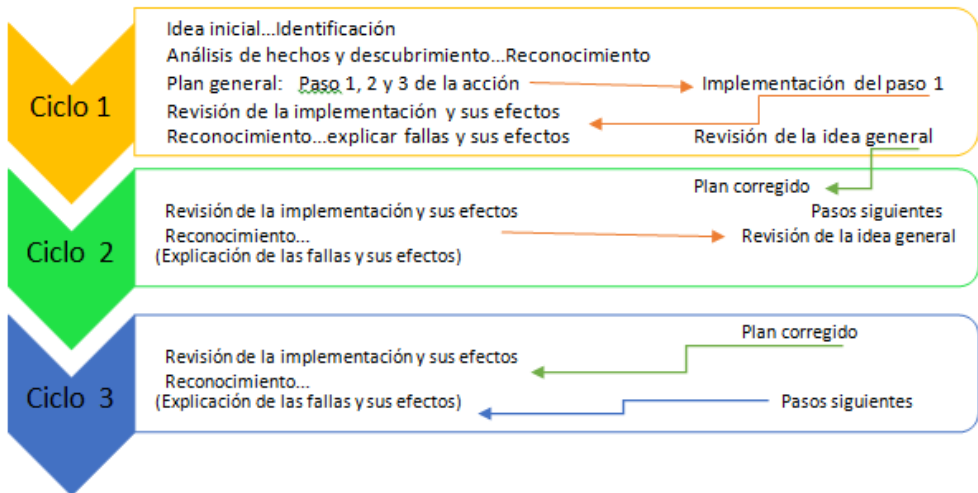 Ciclo 1
Idea inicial...Identificación
Análisis de hechos y descubrimiento...Reconocimiento
Plan general: Paso 1, 2 y 3 de la acción
Implementación del paso 1
Revisión de la implementación y sus efectos
Reconocimiento...explicar fallas y sus efectos
Revisión de la idea general
Ciclo 2
Plan corregido
Revisión de la implementación y sus efectos
Pasos siguientes
Reconocimiento...
Revisión de la idea general
(Explicación de las fallas y sus efectos)
Ciclo 3
Plan corregido
Revisión de la implementación y sus efectos
Reconocimiento...
(Explicación de las fallas y sus efectos)
Pasos siguientes